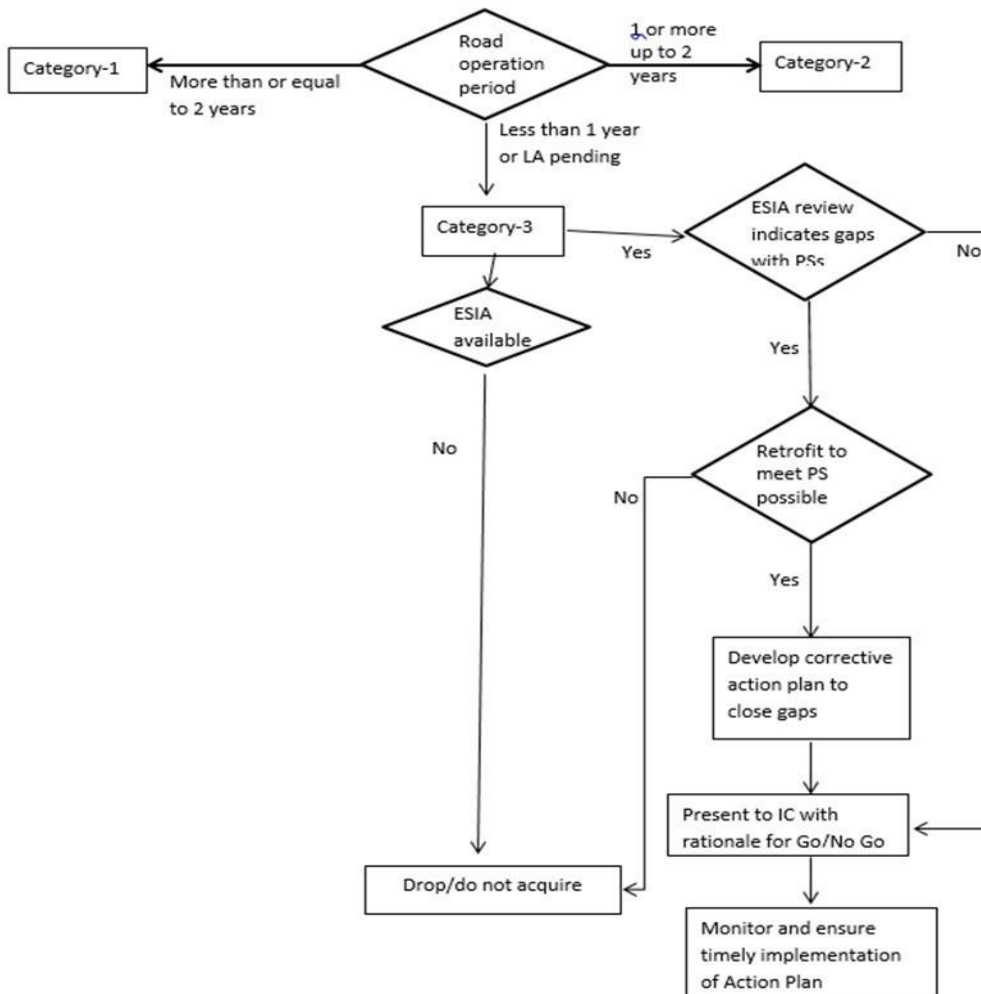 Road
operation
period
1 or more
up to 2
years
Category-1
Category-2
More than or equal
to 2 years
Less than 1 year
or LA pending
Category-3
Yes
ESIA review
indicates gaps
with PSs
No
ESIA
available
Yes
No
Retrofit to
meet PS
possible
No
Yes
Develop corrective
action plan to
close gaps
Present to IC with
rationale for Go/No Go
Drop/do not acquire
Monitor and ensure
timely implementation
of Action Plan